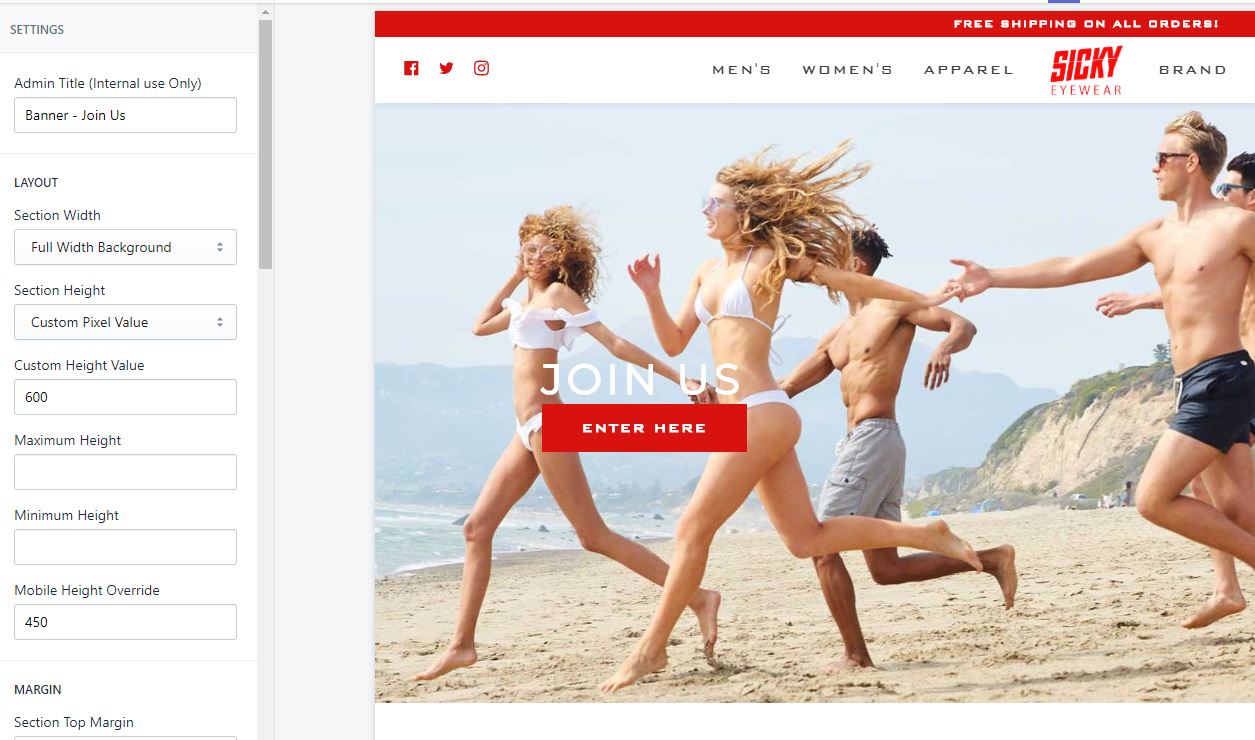 SETTINGS
Admin Title (Internal use Only)
Banner - Join Us
LAYOUT
Section Width
Full Width Background
Section Height
Custom Pixel Value
Custom Height Value
600
Maximum Height
Minimum Height
Mobile Height Override
450
MARGIN
Section Top Margin
FREE SHIPPING ON ALL ORDERS!
MEN'S WOMEN'S APPAREL SICKY EYEWEAR BRAND
JOIN US
ENTER HERE